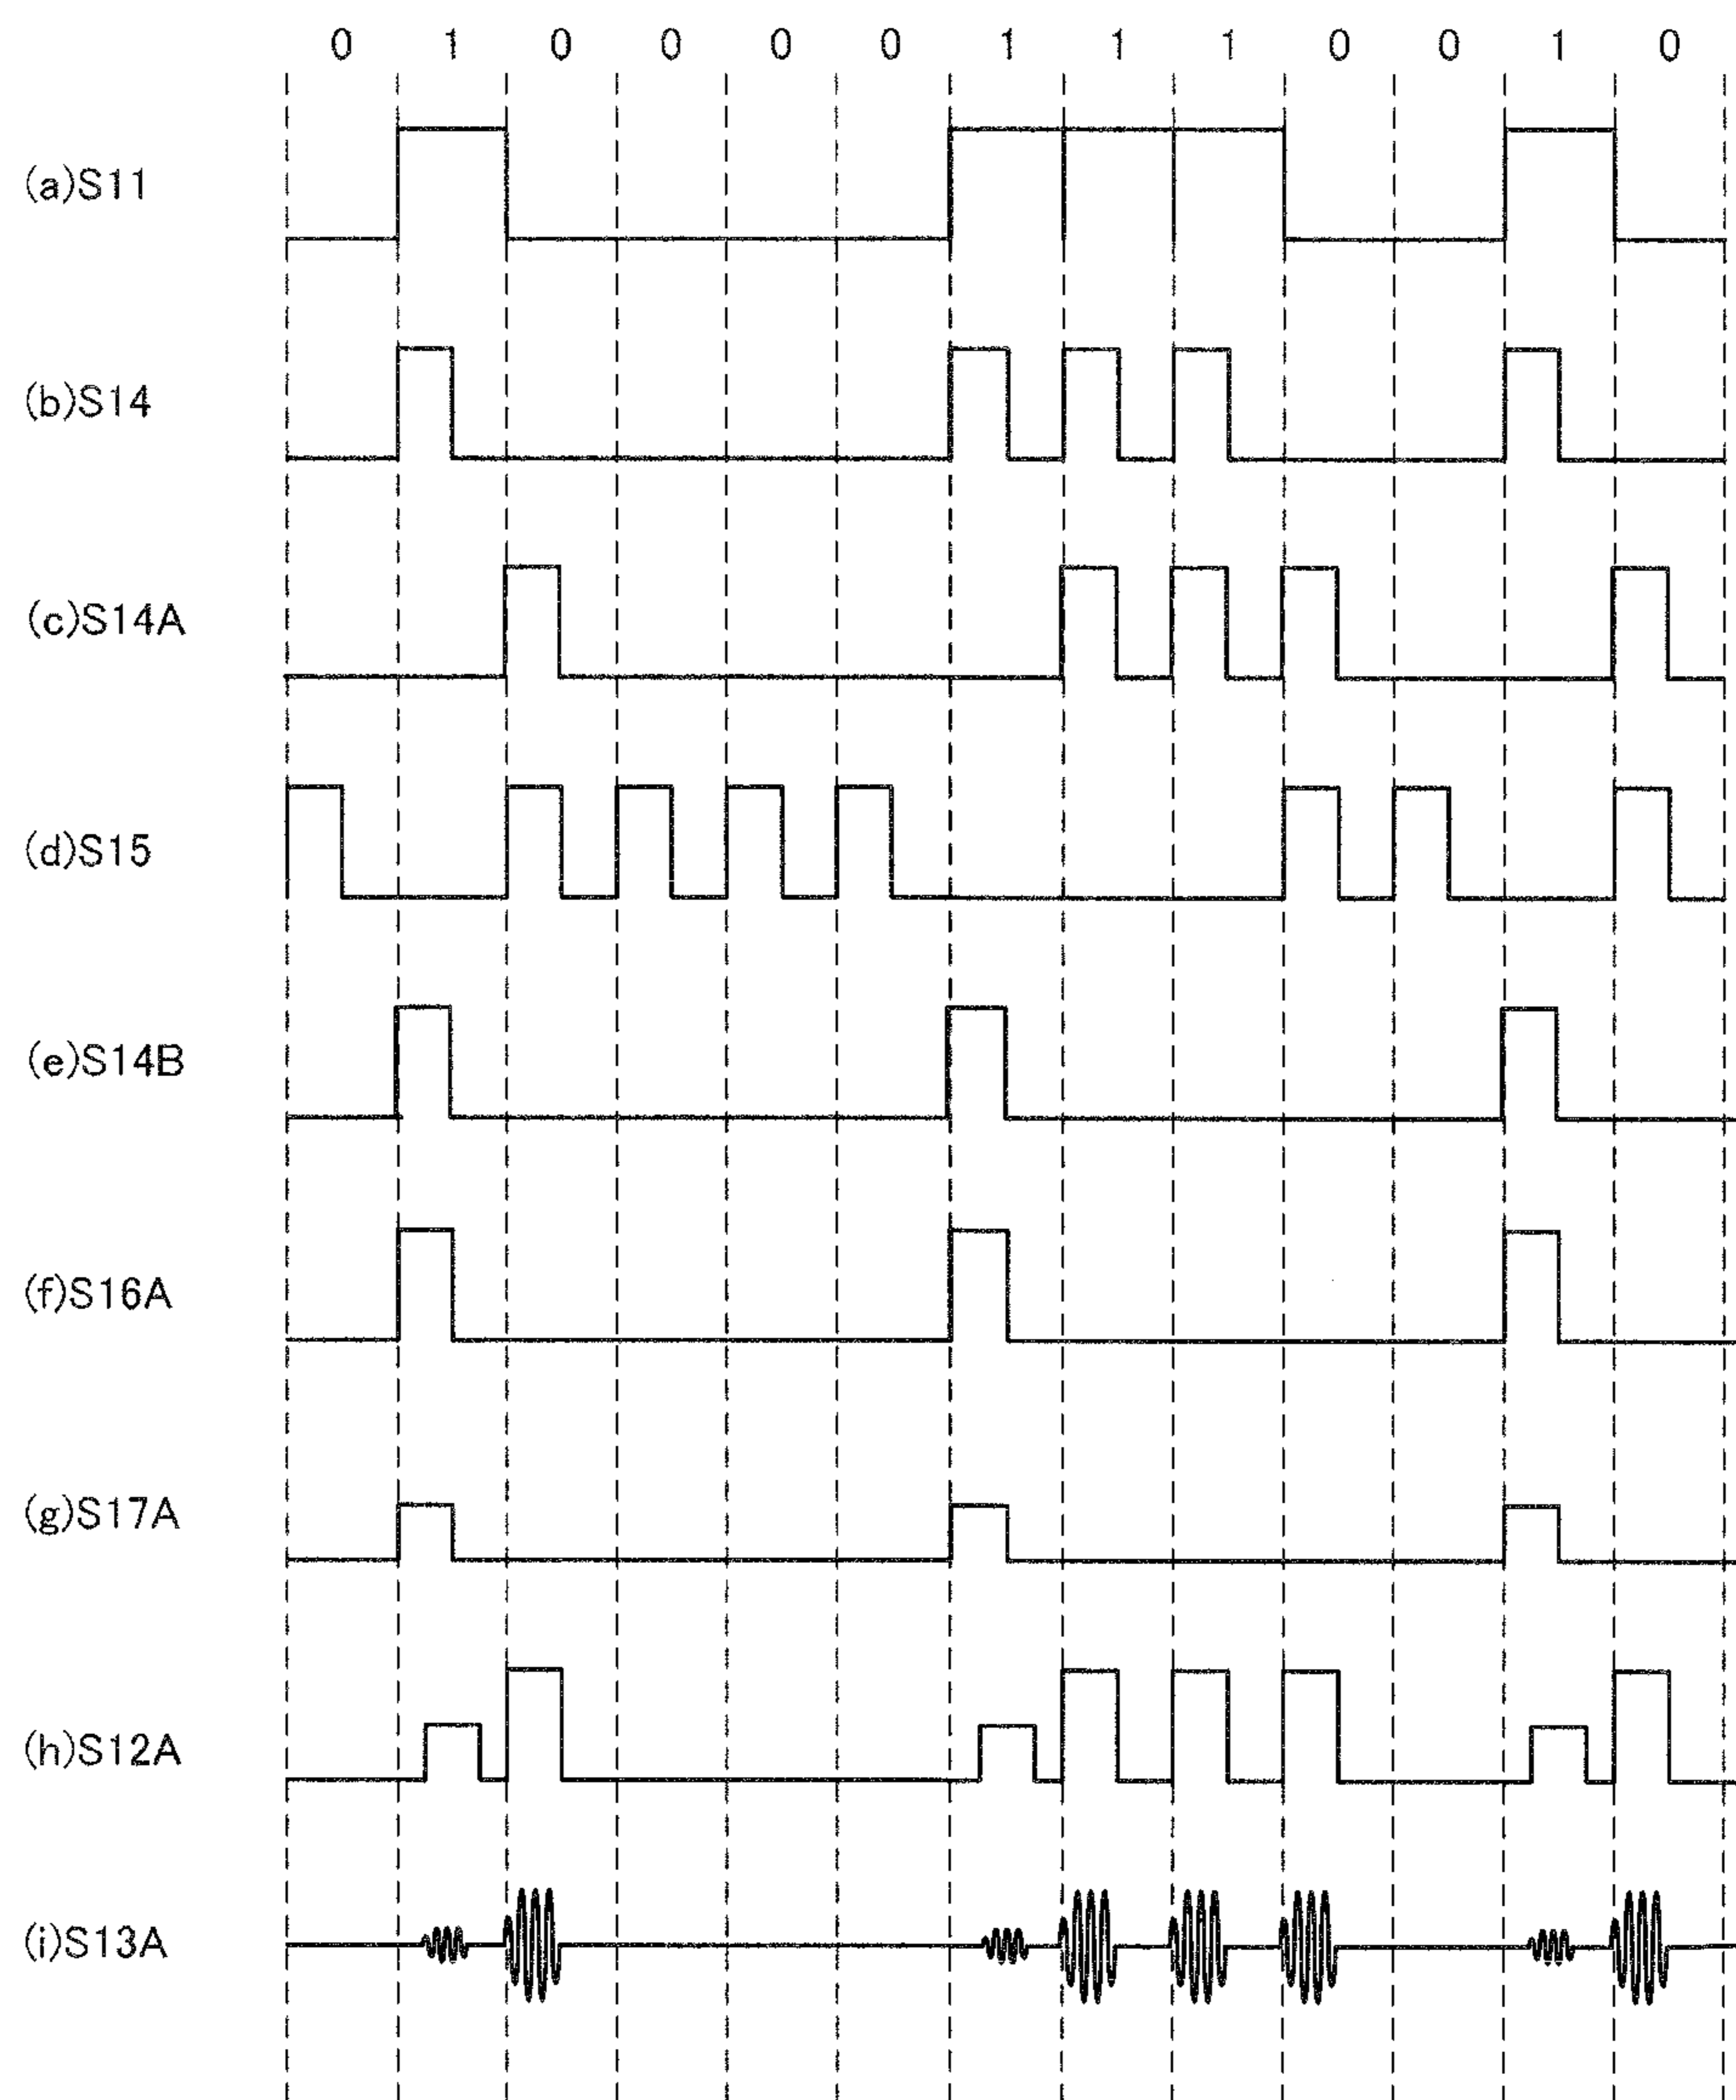 0 1 0 0 0 0 1 1 1 0 0 1 0
(a)S11
(b)S14
(c)S14A
(d)S15
(e)S14B
(f)S16A
(g)S17A
(h)S12A
(i)S13A